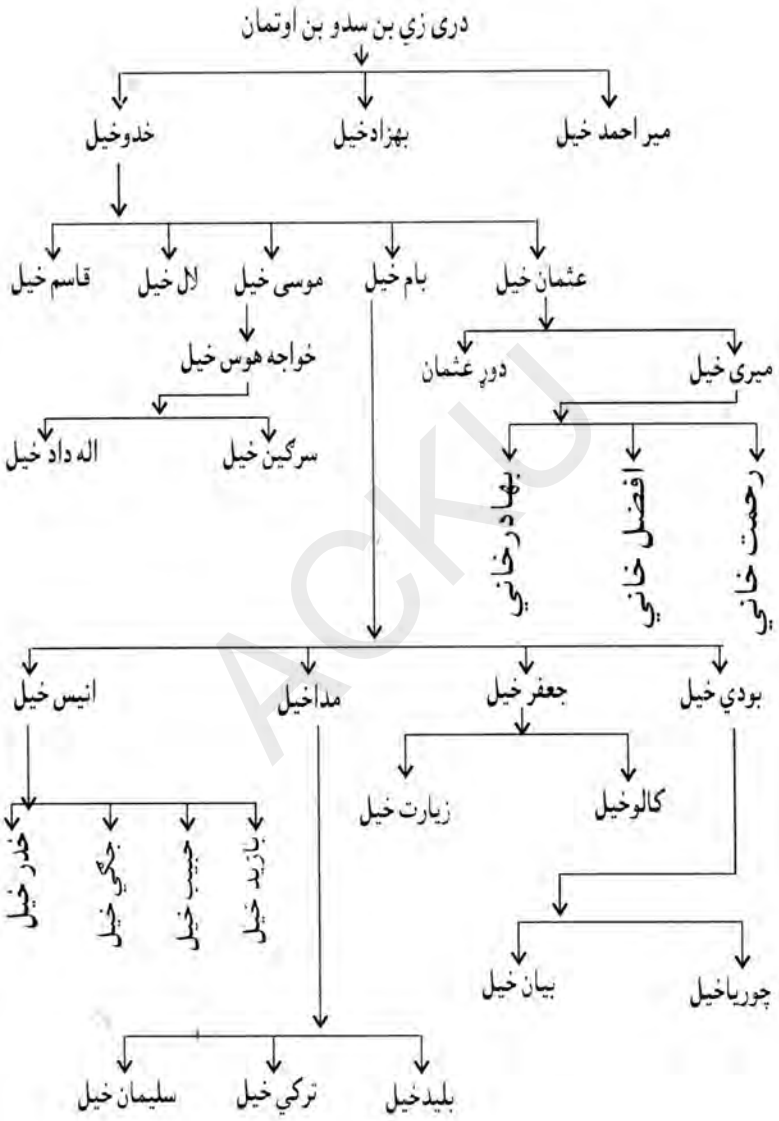 دری زي بن سدو بن اوتمان
میر احمد خیل بهزادخیل خدوخیل
عثمان خیل بام خیل موسی خیل لال خیل قاسم خیل
خواجه هوس خیل
میری خیل دور عثمان
سرګین خیل اله داد خیل
رحمت خاني افضل خاني بهادر خاني
بودي خیل جعفر خیل مداخیل انیس خیل
کالوخیل زیارت خیل
بازید خیل حبیب خیل جګي خیل خدر خیل
چوریاخیل بیان خیل
بلیدخیل ترکي خیل سلیمان خیل
ACKU